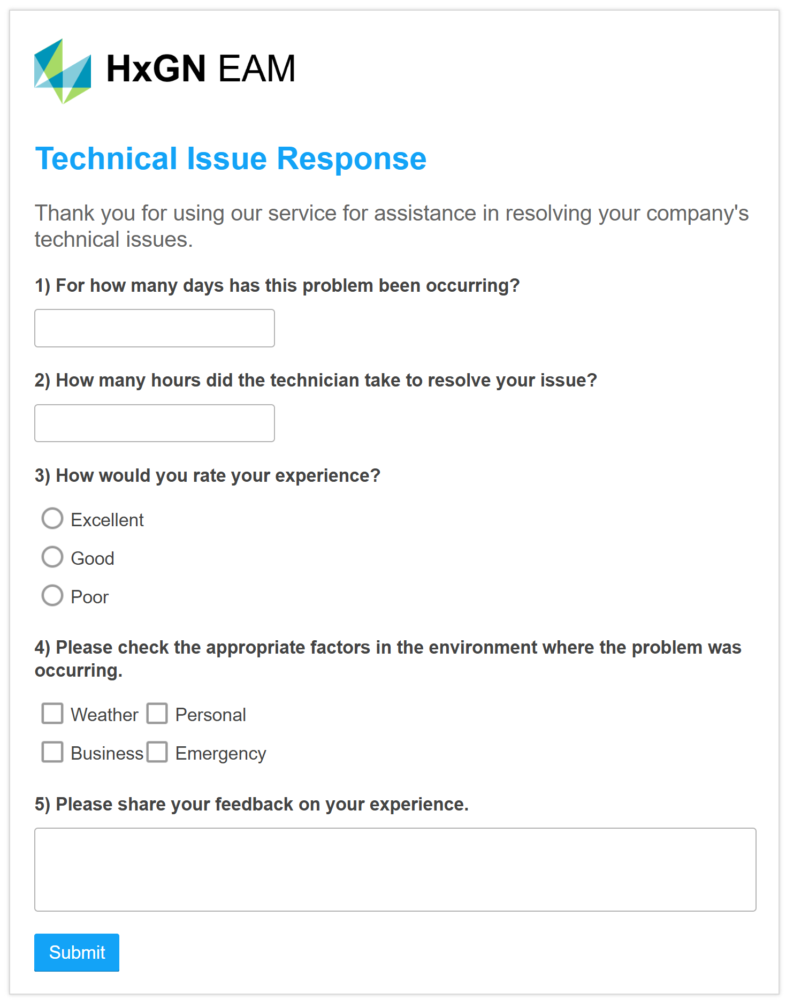 HxGN EAM
Technical Issue Response
Thank you for using our service for assistance in resolving your company's
technical issues.
1) For how many days has this problem been occurring?
2) How many hours did the technician take to resolve your issue?
3) How would you rate your experience?
Excellent
Good
Poor
4) Please check the appropriate factors in the environment where the problem was
occurring.
Weather Personal
Business Emergency
5) Please share your feedback on your experience.
Submit